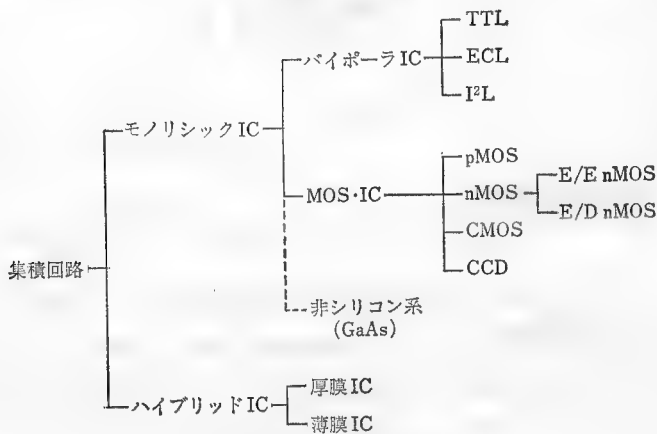 TTL
バイポーラIC
ECL
I²L
モノリシックIC
pMOS
E/E nMOS
MOS・IC
nMOS
E/D nMOS
CMOS
集積回路
CCD
非シリコン系
(GaAs)
厚膜IC
ハイブリッドIC
薄膜IC